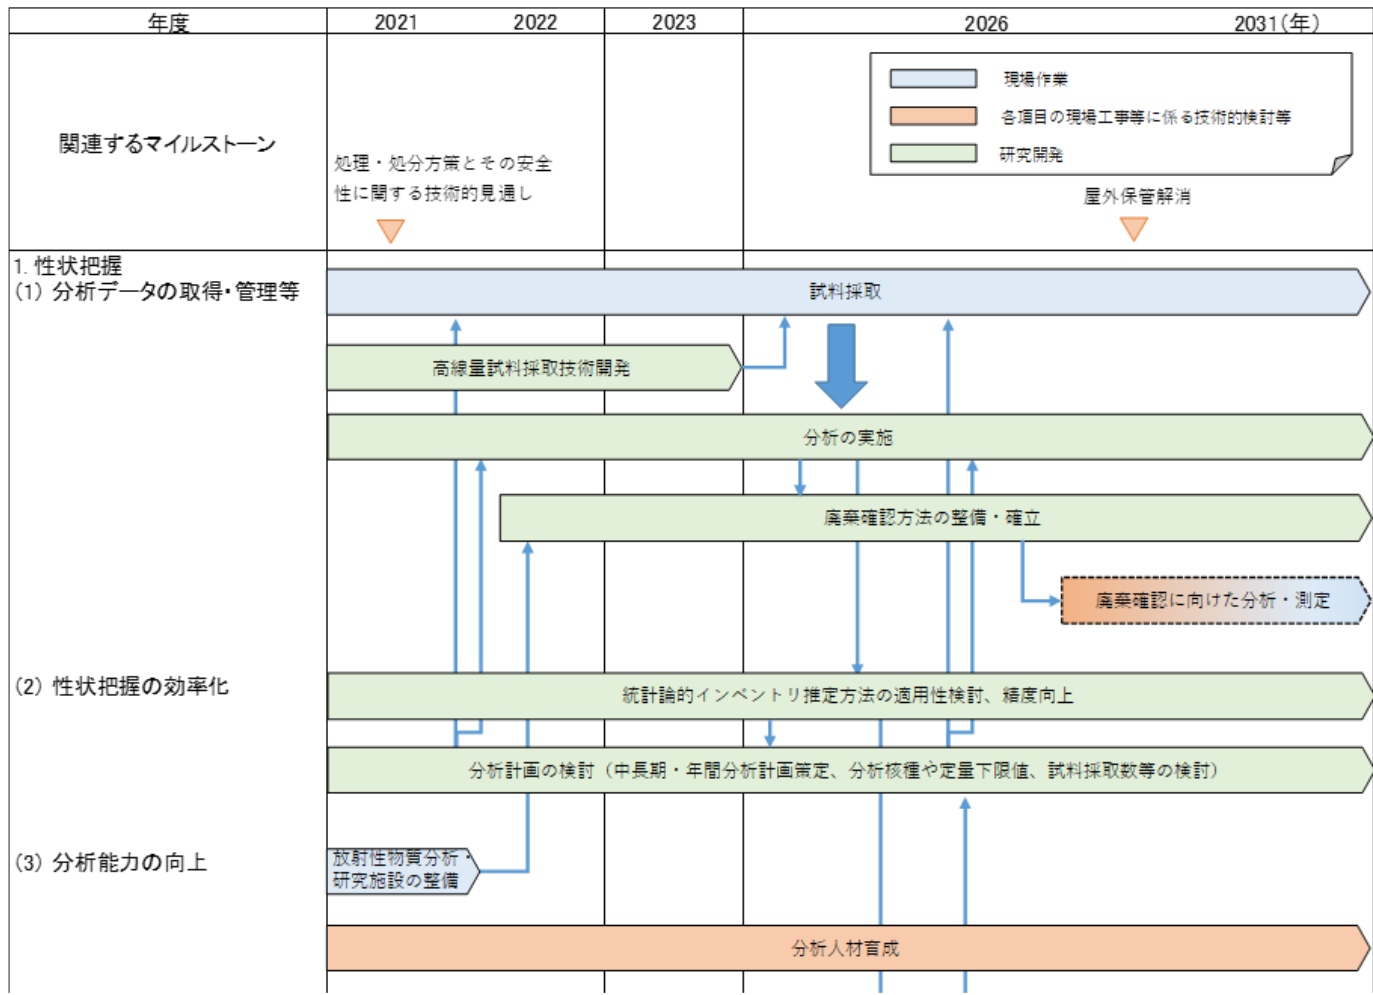 年度 2021 2022 2023 2026 2031(年)
現場作業
各項目の現場工事等に係る技術的検討等
研究開発
関連するマイルストーン
処理・処分方策とその安全
性に関する技術的見通し
屋外保管解消
1. 性状把握
(1) 分析データの取得・管理等
試料採取
高線量試料採取技術開発
分析の実施
廃棄確認方法の整備・確立
廃棄確認に向けた分析・測定
(2) 性状把握の効率化
統計論的インベントリ推定方法の適用性検討、精度向上
分析計画の検討（中長期・年間分析計画策定、分析核種や定量下限値、試料採取数等の検討）
(3) 分析能力の向上
放射性物質分析・
研究施設の整備
分析人材育成